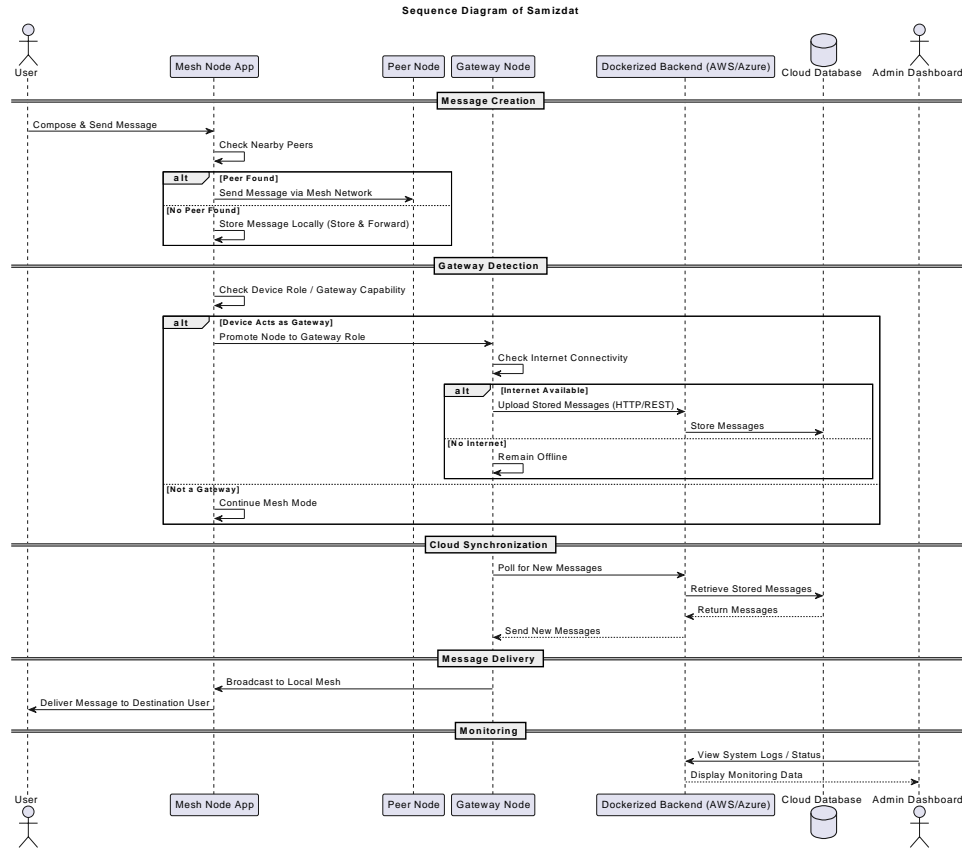 Sequence Diagram of Samizdat
User
Mesh Node App
Peer Node
Gateway Node
Dockerized Backend (AWS/Azure)
Cloud Database
Admin Dashboard
Message Creation
Compose & Send Message
Check Nearby Peers
alt
[Peer Found]
Send Message via Mesh Network
[No Peer Found]
Store Message Locally (Store & Forward)
Gateway Detection
Check Device Role / Gateway Capability
alt
[Device Acts as Gateway]
Promote Node to Gateway Role
Check Internet Connectivity
alt
[Internet Available]
Upload Stored Messages (HTTP/REST)
Store Messages
[No Internet]
Remain Offline
[Not a Gateway]
Continue Mesh Mode
Cloud Synchronization
Poll for New Messages
Retrieve Stored Messages
Return Messages
Send New Messages
Message Delivery
Broadcast to Local Mesh
Deliver Message to Destination User
Monitoring
View System Logs / Status
Display Monitoring Data
User
Mesh Node App
Peer Node
Gateway Node
Dockerized Backend (AWS/Azure)
Cloud Database
Admin Dashboard